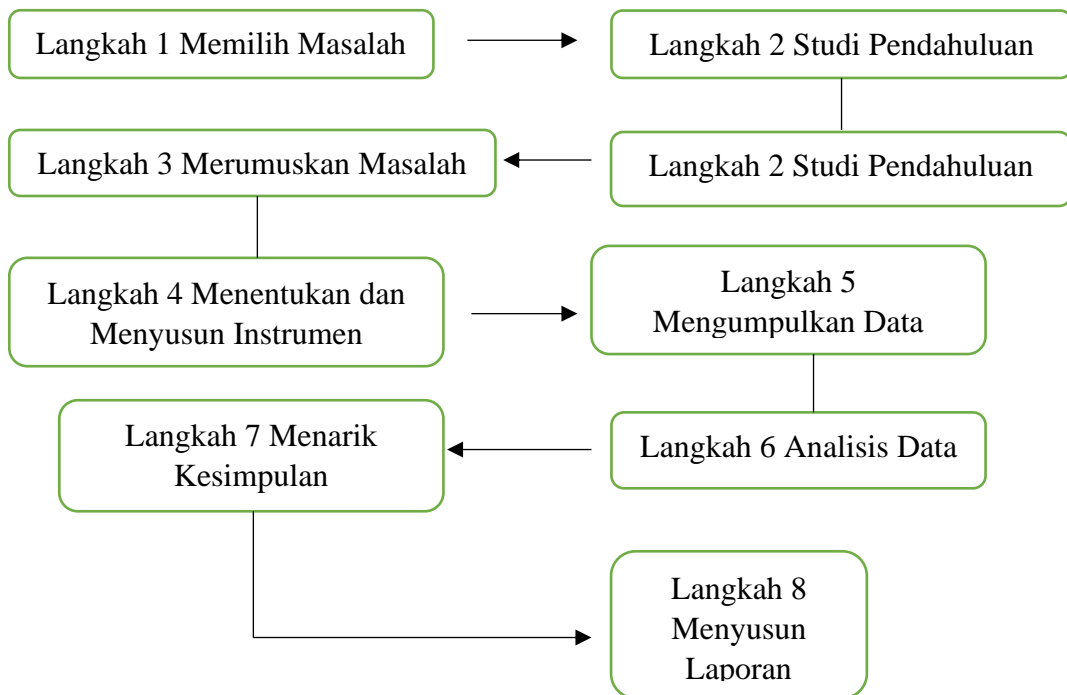 Langkah 1 Memilih Masalah
Langkah 2 Studi Pendahuluan
Langkah 2 Studi Pendahuluan
Langkah 3 Merumuskan Masalah
Langkah 4 Menentukan dan
Menyusun Instrumen
Langkah 5
Mengumpulkan Data
Langkah 6 Analisis Data
Langkah 7 Menarik
Kesimpulan
Langkah 8
Menyusun
Laporan